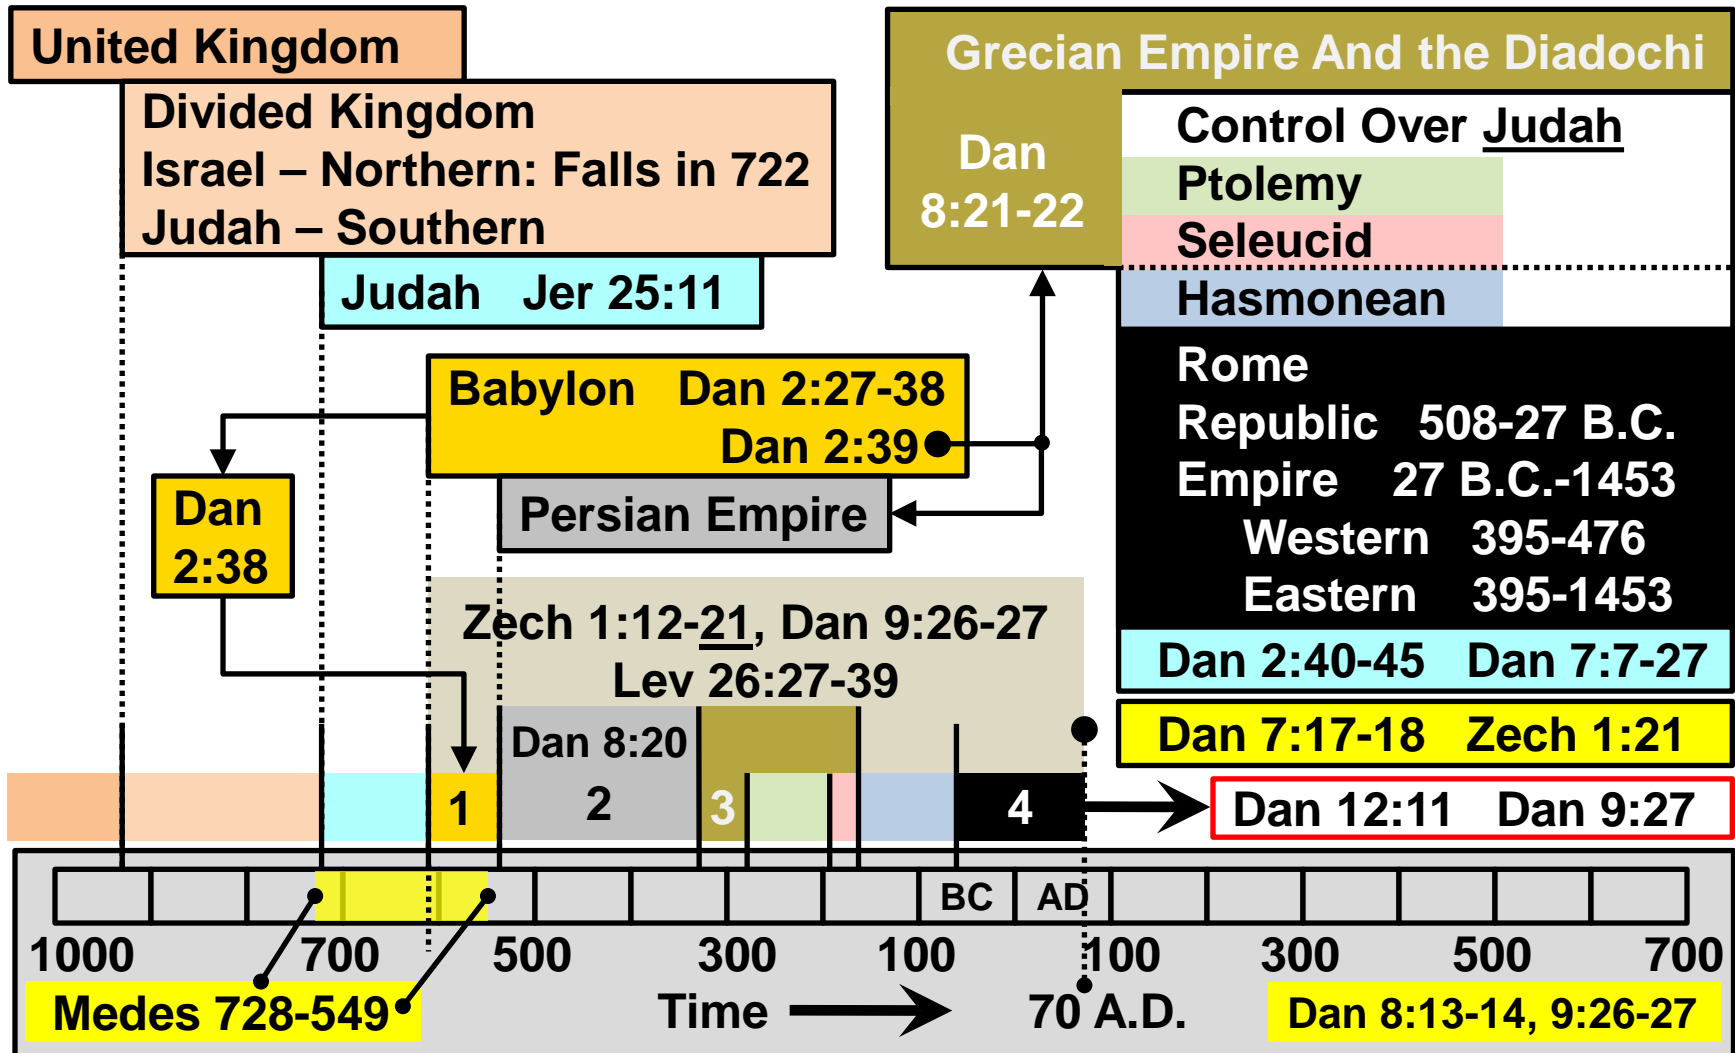 United Kingdom
Divided Kingdom
Israel – Northern: Falls in 722
Judah – Southern
Judah Jer 25:11
Babylon Dan 2:27-38
Dan 2:39
Persian Empire
Dan
2:38
Grecian Empire And the Diadochi
Dan
8:21-22
Control Over Judah
Ptolemy
Seleucid
Hasmonean
Rome
Republic 508-27 B.C.
Empire 27 B.C.-1453
Western 395-476
Eastern 395-1453
Dan 2:40-45 Dan 7:7-27
Dan 7:17-18 Zech 1:21
Dan 12:11 Dan 9:27
Zech 1:12-21, Dan 9:26-27
Lev 26:27-39
Dan 8:20
1 2 3 4
BC AD
1000 700 500 300 100 100 300 500 700
Medes 728-549
Time
70 A.D.
Dan 8:13-14, 9:26-27